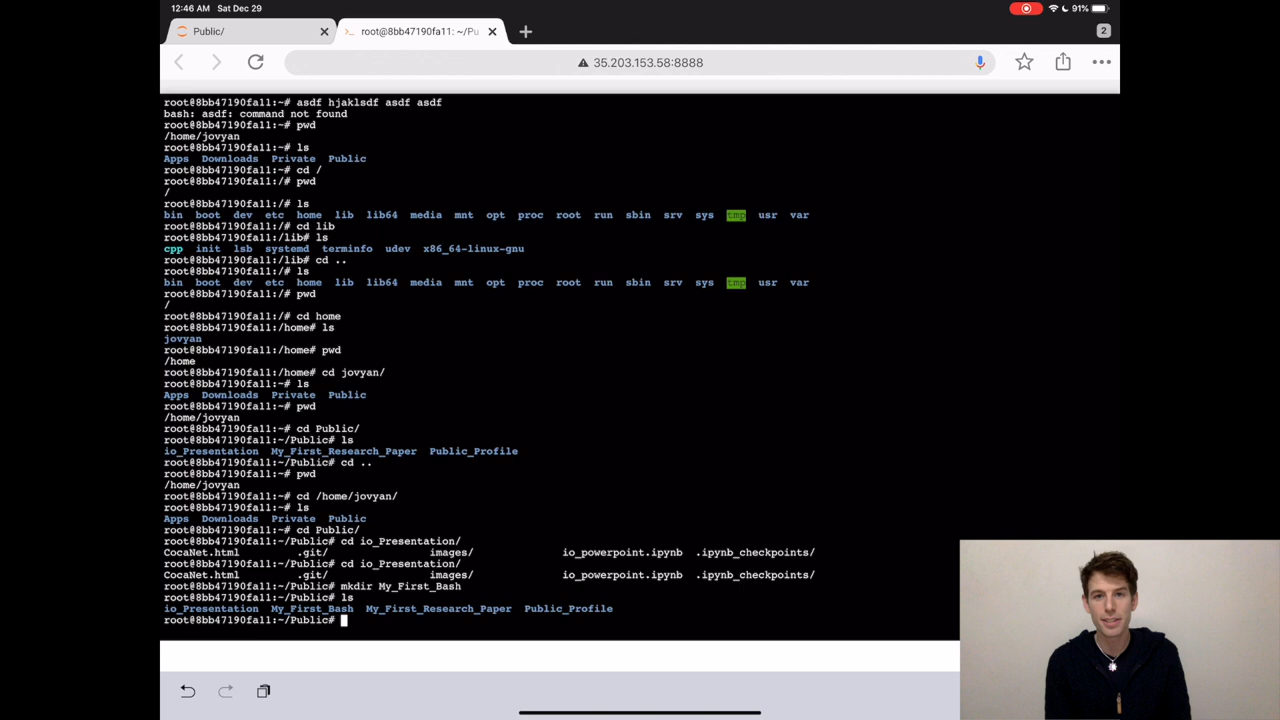 12:46 AM Sat Dec 29
91%
Public/
root@8bb47190fa11: ~/Pu
2
35.203.153.58:8888
root@8bb47190fa11:~# asdf hjaklsdf asdf asdf
bash: asdf: command not found
root@8bb47190fa11:~# pwd
/home/jovyan
root@8bb47190fa11:~# ls
Apps Downloads Private Public
root@8bb47190fa11:~# cd /
root@8bb47190fa11:/# pwd
/
root@8bb47190fa11:/# ls
bin boot dev etc home lib lib64 media mnt opt proc root run sbin srv sys tmp usr var
root@8bb47190fa11:/# cd lib
root@8bb47190fa11:/lib# ls
cpp init lsb systemd terminfo udev x86_64-linux-gnu
root@8bb47190fa11:/lib# cd ..
root@8bb47190fa11:/# ls
bin boot dev etc home lib lib64 media mnt opt proc root run sbin srv sys tmp usr var
root@8bb47190fa11:/# pwd
/
root@8bb47190fa11:/# cd home
root@8bb47190fa11:/home# ls
jovyan
root@8bb47190fa11:/home# pwd
/home
root@8bb47190fa11:/home# cd jovyan/
root@8bb47190fa11:~# ls
Apps Downloads Private Public
root@8bb47190fa11:~# pwd
/home/jovyan
root@8bb47190fa11:~# cd Public/
root@8bb47190fa11:~/Public# ls
io_Presentation My_First_Research_Paper Public_Profile
root@8bb47190fa11:~/Public# cd ..
root@8bb47190fa11:~# pwd
/home/jovyan
root@8bb47190fa11:~# cd /home/jovyan/
root@8bb47190fa11:~# ls
Apps Downloads Private Public
root@8bb47190fa11:~# cd Public/
root@8bb47190fa11:~/Public# cd io_Presentation/
CocaNet.html .git/ images/ io_powerpoint.ipynb .ipynb_checkpoints/
root@8bb47190fa11:~/Public# cd io_Presentation/
CocaNet.html .git/ images/ io_powerpoint.ipynb .ipynb_checkpoints/
root@8bb47190fa11:~/Public# mkdir My_First_Bash
root@8bb47190fa11:~/Public# ls
io_Presentation My_First_Bash My_First_Research_Paper Public_Profile
root@8bb47190fa11:~/Public#